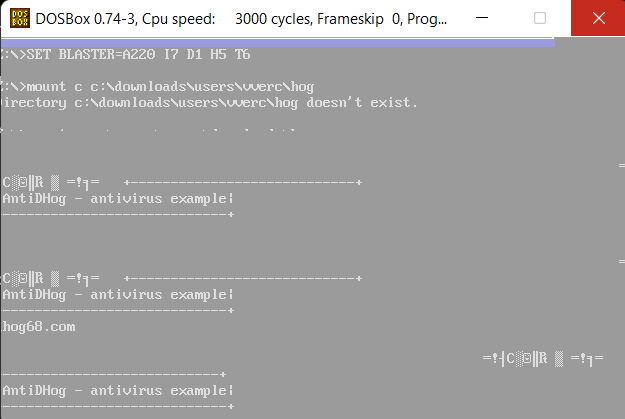 DOSBox 0.74-3, Cpu speed: 3000 cycles, Frameskip 0, Prog...
:\>SET BLASTER=A220 I7 D1 H5 T6
:\>mount c c:\downloads\users\vverc\hog
irectory c:\downloads\users\vverc\hog doesn't exist.
=
C░◙‖R ▒ =!╖= +----------------------------+
AntiDHog - antivirus example¦
----------------------------+
=
C░◙‖R ▒ =!╖= +----------------------------+
AntiDHog - antivirus example¦
----------------------------+
hog68.com
=!┤C░◙‖R ▒ =!╖=
---------------------------+
AntiDHog - antivirus example¦
----------------------------+